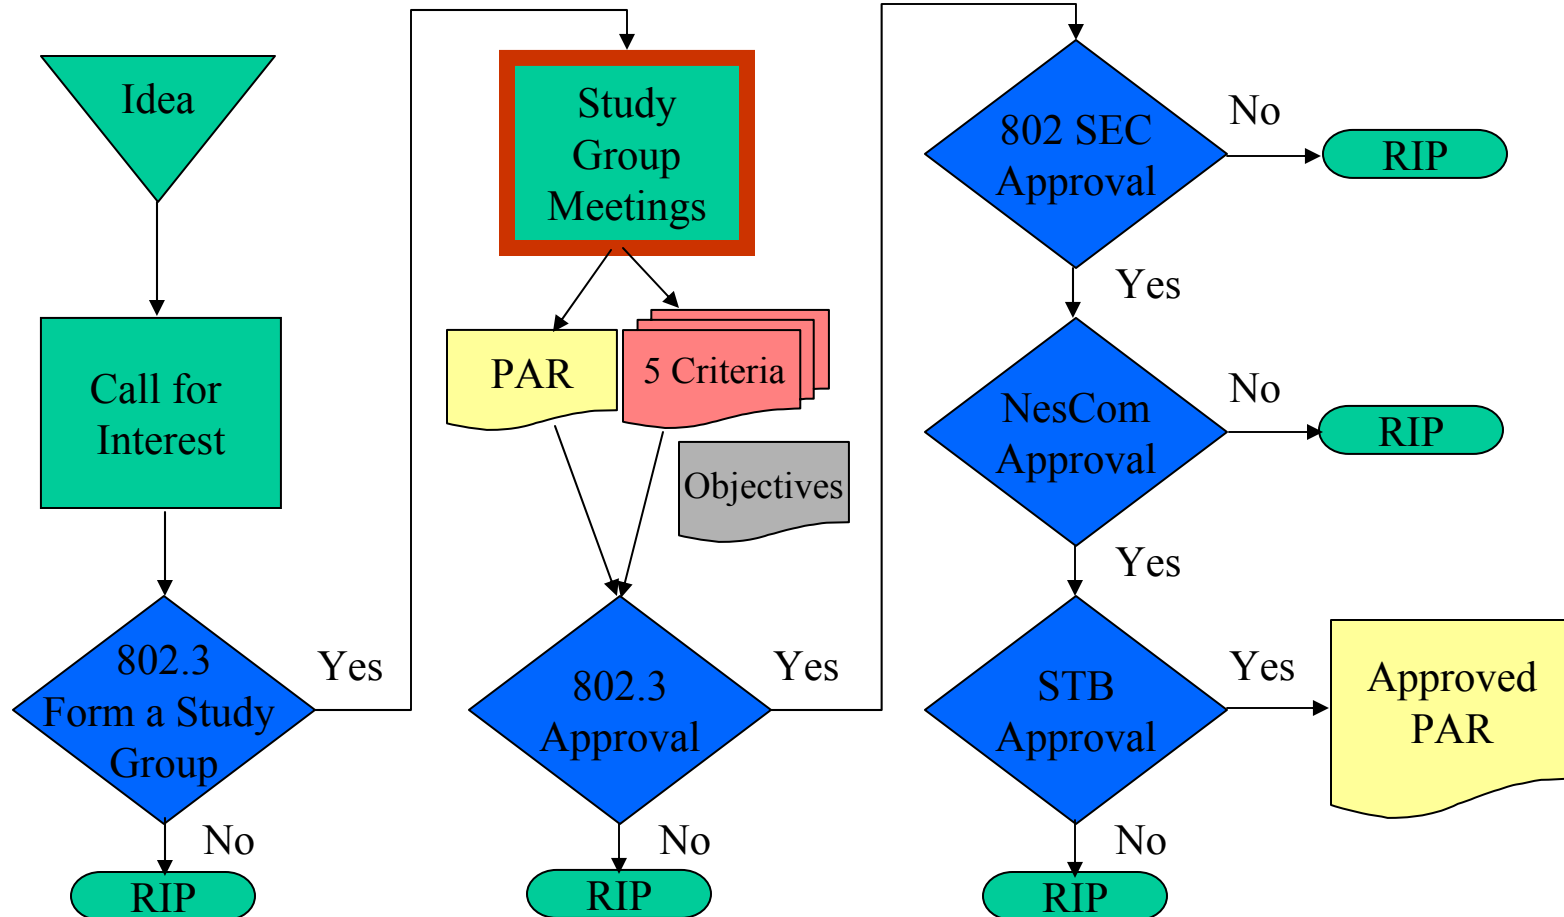 Idea
Call for
Interest
802.3
Form a Study
Group
Yes
No
RIP
Study
Group
Meetings
PAR
5 Criteria
Objectives
802.3
Approval
Yes
No
RIP
802 SEC
Approval
No
RIP
Yes
NesCom
Approval
No
RIP
Yes
STB
Approval
Yes
Approved
PAR
No
RIP